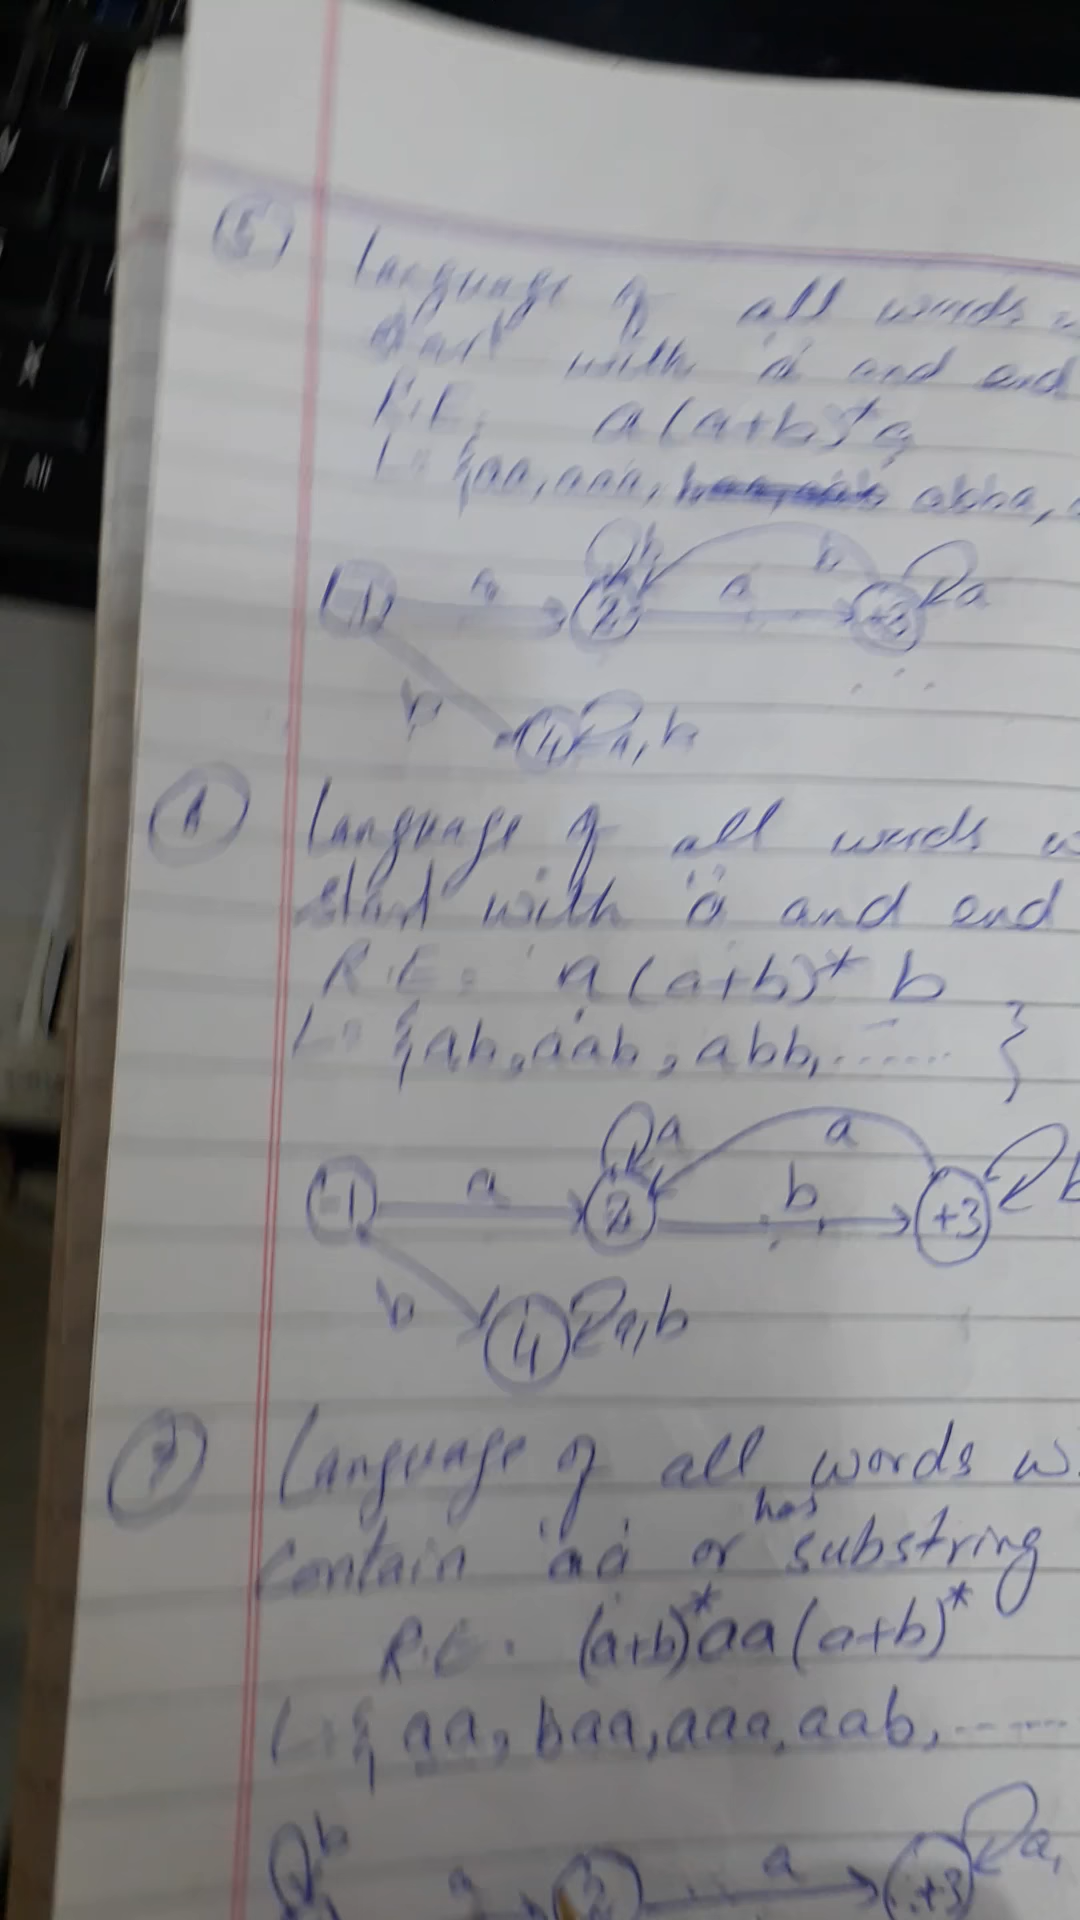 All
5
Language of all words w
start with 'a' and end
R.E: a(a+b)*a
L= {aa, aaa, abba,
b b
-1 a 2 a +3 a
b 4 a,b
6
Language of all words w
start with 'a' and end
R.E: a(a+b)* b
L= {ab, aab, abb, ...... }
a a
-1 a 2 b +3 b
b 4 a,b
7
Language of all words w
contain 'aa' or has substring
R.E: (a+b)*aa(a+b)*
L={ aa, baa, aaa, aab, ......
b a,
a 2 a +3